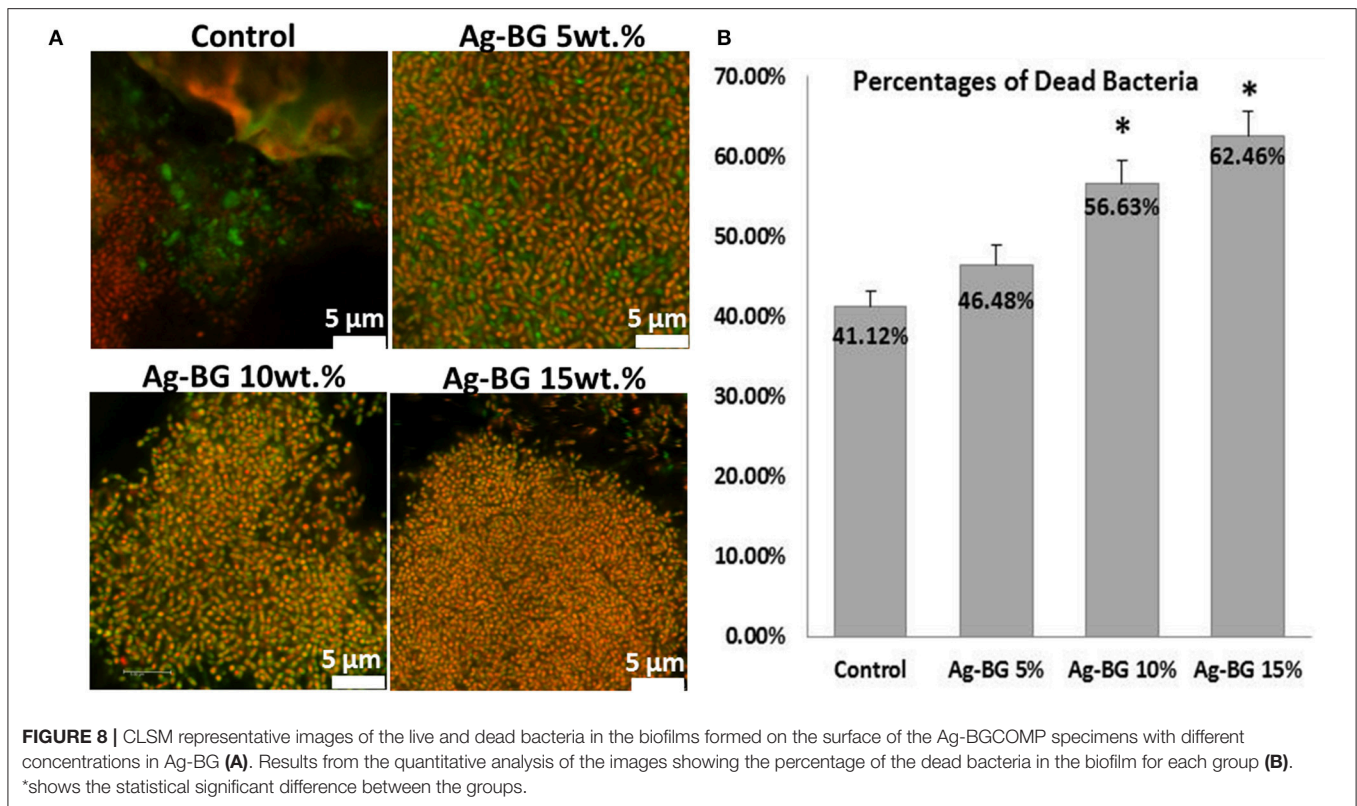 A
Control
Ag-BG 5wt.%
5 µm
5 µm
Ag-BG 10wt.%
Ag-BG 15wt.%
5 µm
5 µm
B
Percentages of Dead Bacteria
70.00%
60.00%
50.00%
40.00%
30.00%
20.00%
10.00%
0.00%
41.12%
46.48%
*
56.63%
*
62.46%
Control
Ag-BG 5%
Ag-BG 10%
Ag-BG 15%
FIGURE 8 | CLSM representative images of the live and dead bacteria in the biofilms formed on the surface of the Ag-BGCOMP specimens with different
concentrations in Ag-BG (A). Results from the quantitative analysis of the images showing the percentage of the dead bacteria in the biofilm for each group (B).
*shows the statistical significant difference between the groups.